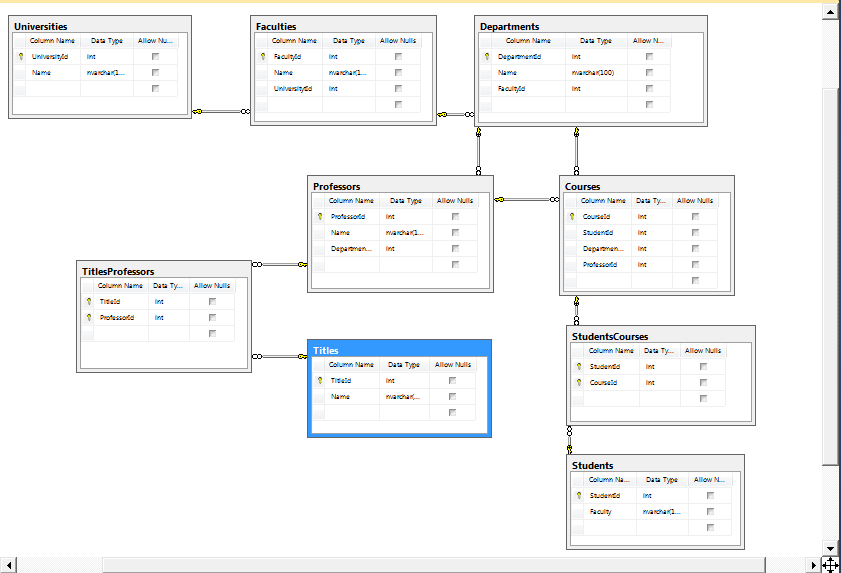 Universities
Column Name Data Type Allow Nu...
UniversityId int
Name nvarchar(1...
Faculties
Column Name Data Type Allow Nulls
FacultyId int
Name nvarchar(1...
UniversityId int
Departments
Column Name Data Type Allow N...
DepartmentId int
Name nvarchar(100)
FacultyId int
Professors
Column Name Data Type Allow Nulls
ProfessorId int
Name nvarchar(1...
Departmen... int
Courses
Column Name Data Ty... Allow Nulls
CourseId int
StudentId int
Departmen... int
ProfessorId int
TitlesProfessors
Column Name Data Ty... Allow Nulls
TitleId int
ProfessorId int
Titles
Column Name Data Type Allow Nulls
TitleId int
Name nvarchar(...
StudentsCourses
Column Name Data Ty... Allow Nulls
StudentId int
CourseId int
Students
Column Na... Data Type Allow N...
StudentId int
Faculty nvarchar(1...